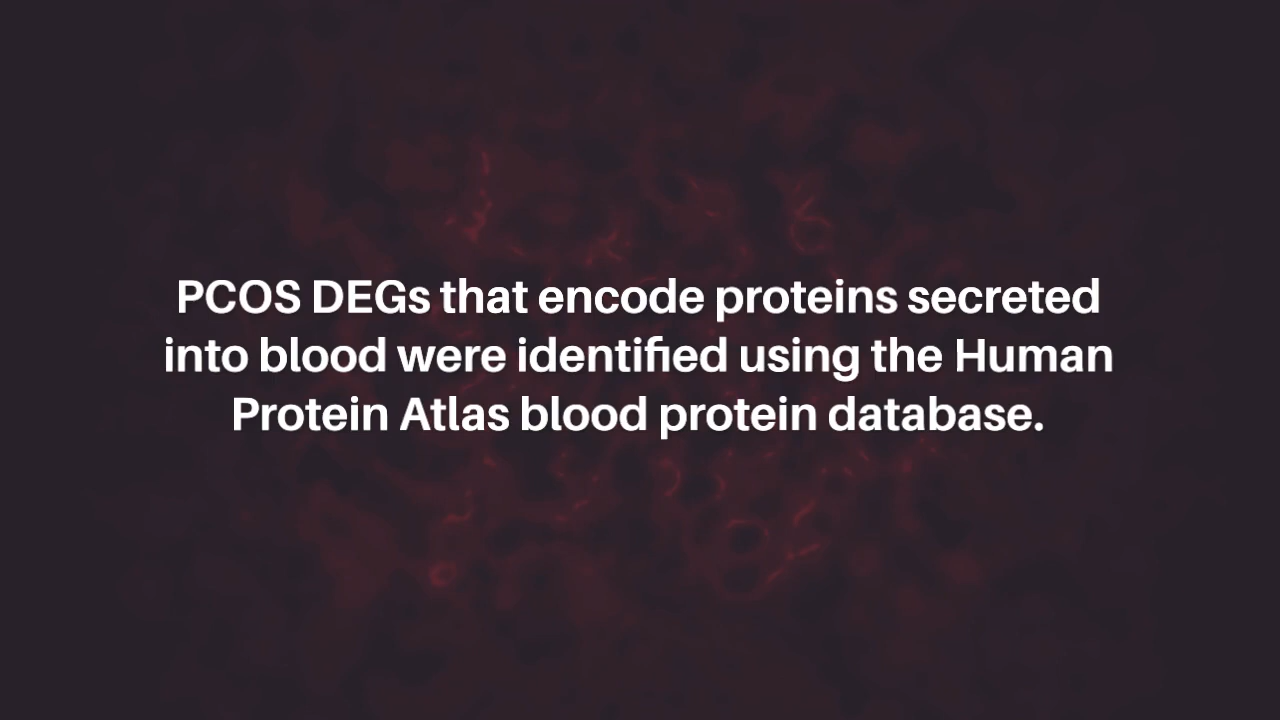 PCOS DEGs that encode proteins secreted
into blood were identified using the Human
Protein Atlas blood protein database.